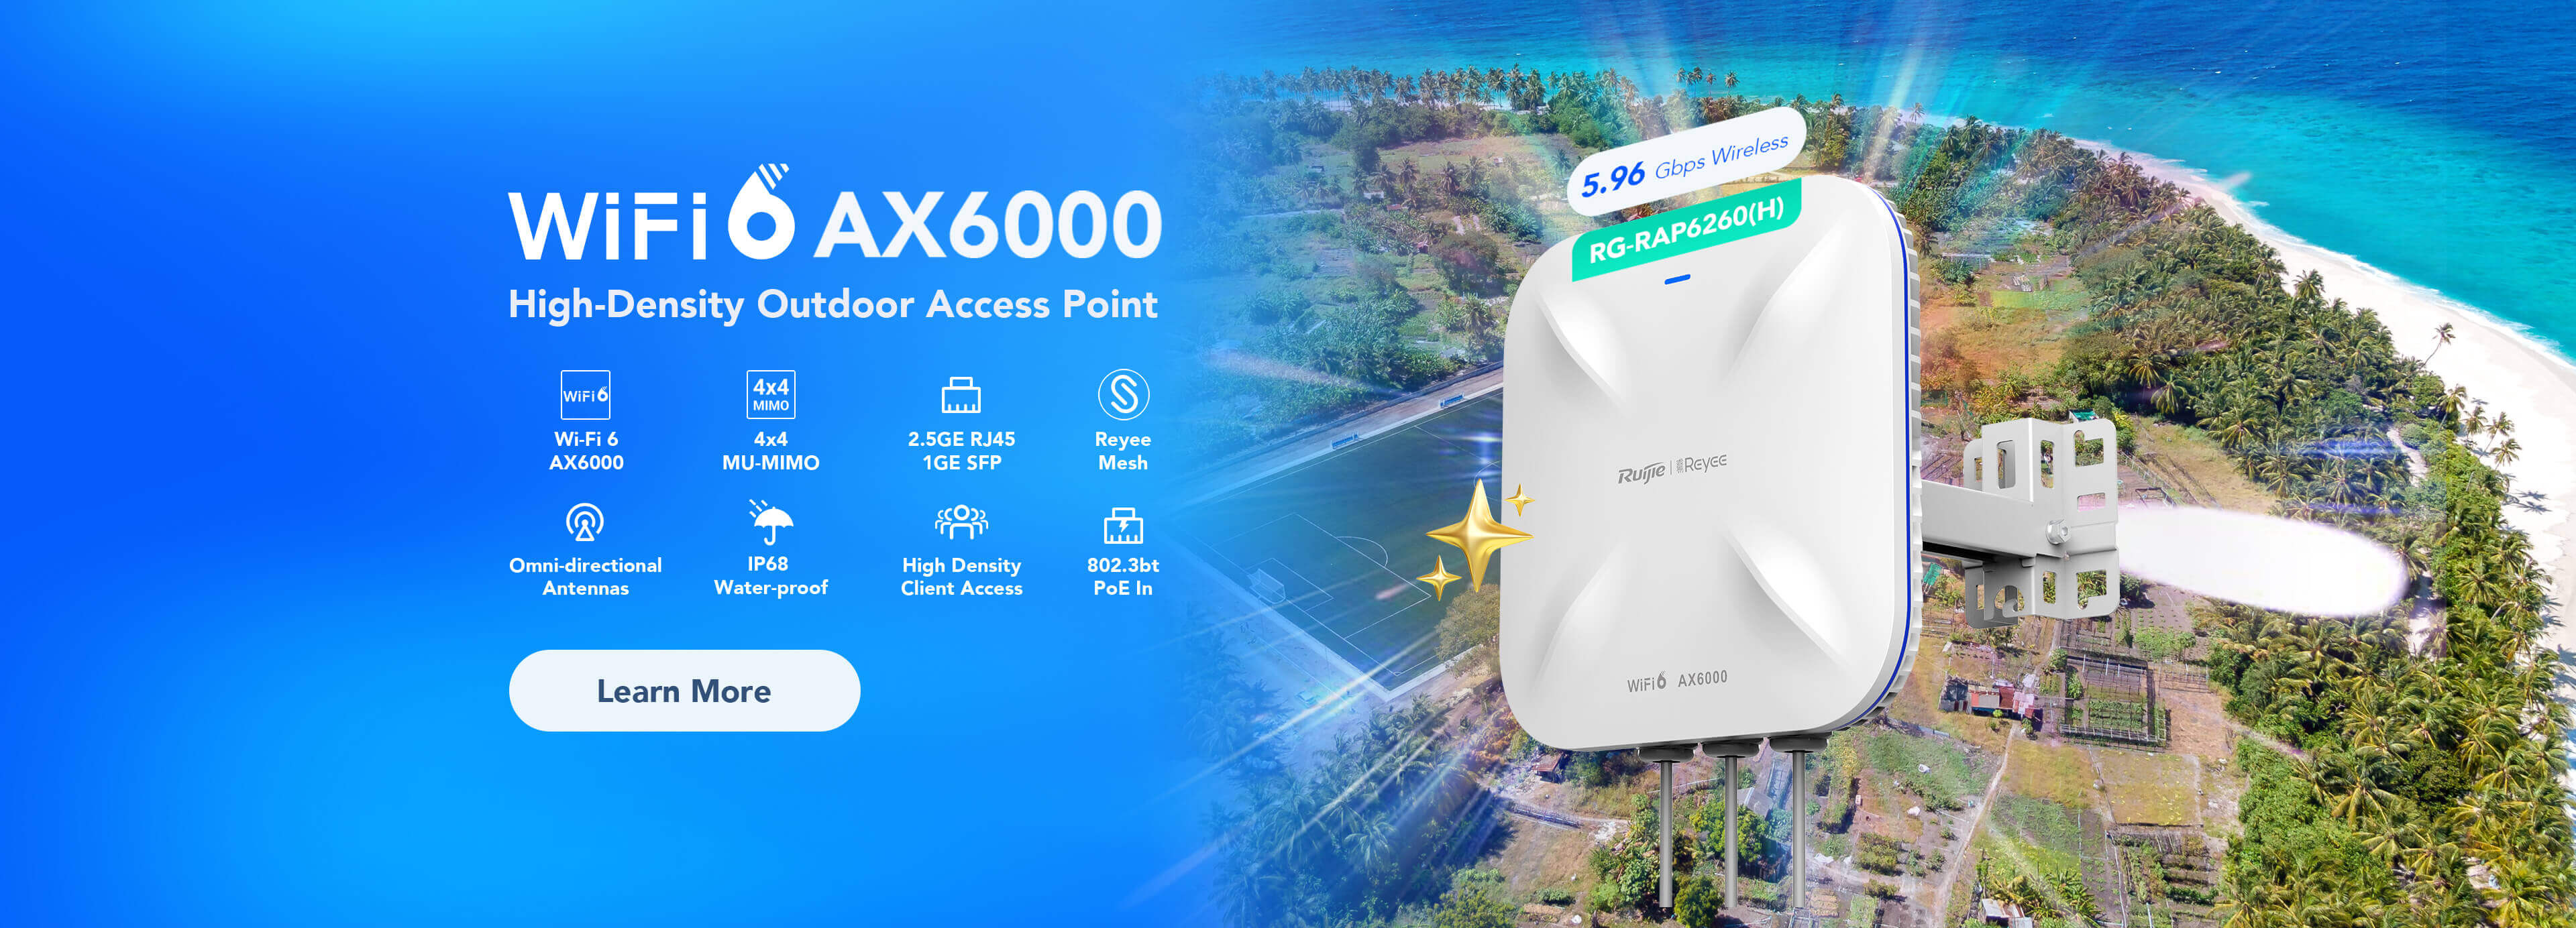 WiFi 6 AX6000
High-Density Outdoor Access Point
WiFi 6
4x4
MIMO
Wi-Fi 6
AX6000
4x4
MU-MIMO
2.5GE RJ45
1GE SFP
Reyee
Mesh
Omni-directional
Antennas
IP68
Water-proof
High Density
Client Access
802.3bt
PoE In
Learn More
5.96 Gbps Wireless
RG-RAP6260(H)
Ruijie | Reyee
WiFi 6 AX6000